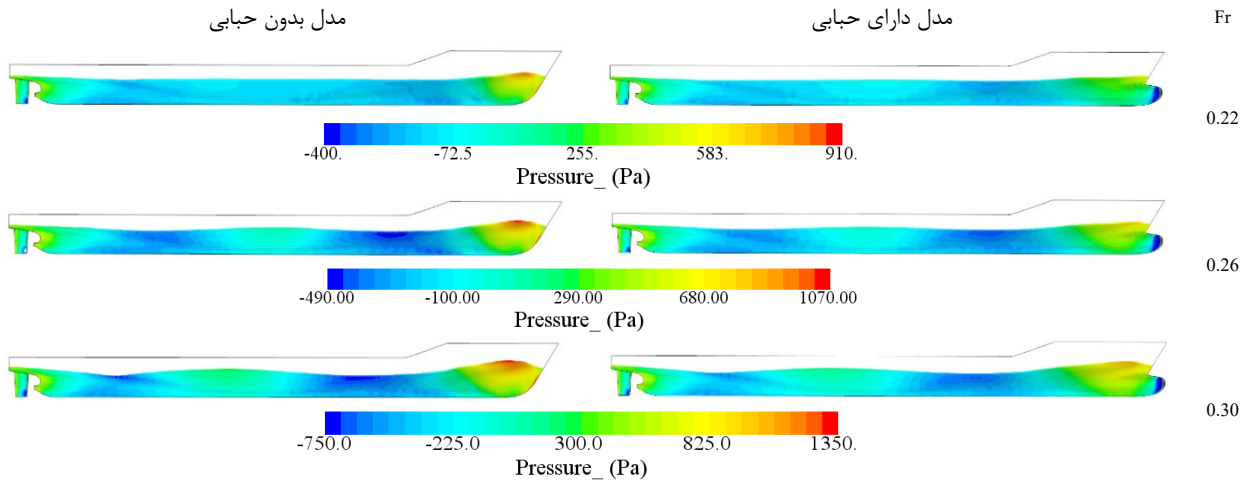 مدل بدون حبابی مدل دارای حبابی Fr
0.22
-400. -72.5 255. 583. 910.
Pressure_ (Pa)
0.26
-490.00 -100.00 290.00 680.00 1070.00
Pressure_ (Pa)
0.30
-750.0 -225.0 300.0 825.0 1350.
Pressure_ (Pa)